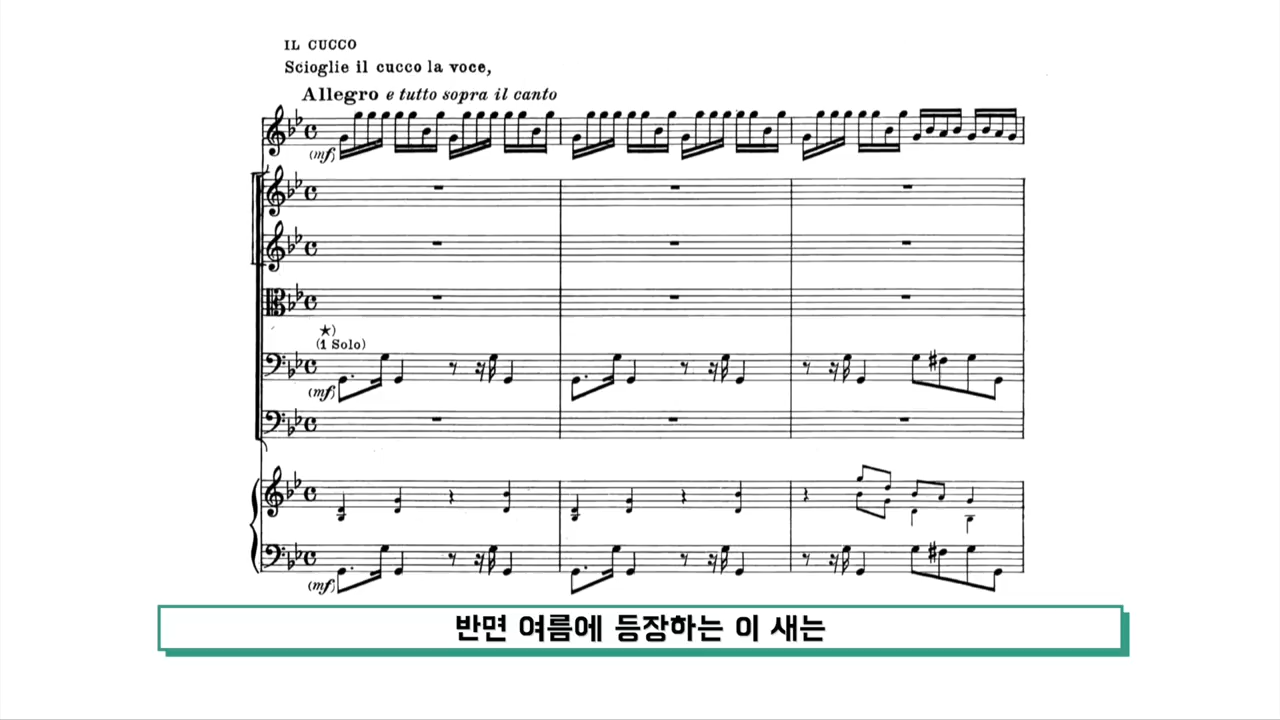 IL CUCCO
Scioglie il cucco la voce,
Allegro e tutto sopra il canto
(mf)
★)
(1 Solo)
(mf)
(mf)
반면 여름에 등장하는 이 새는